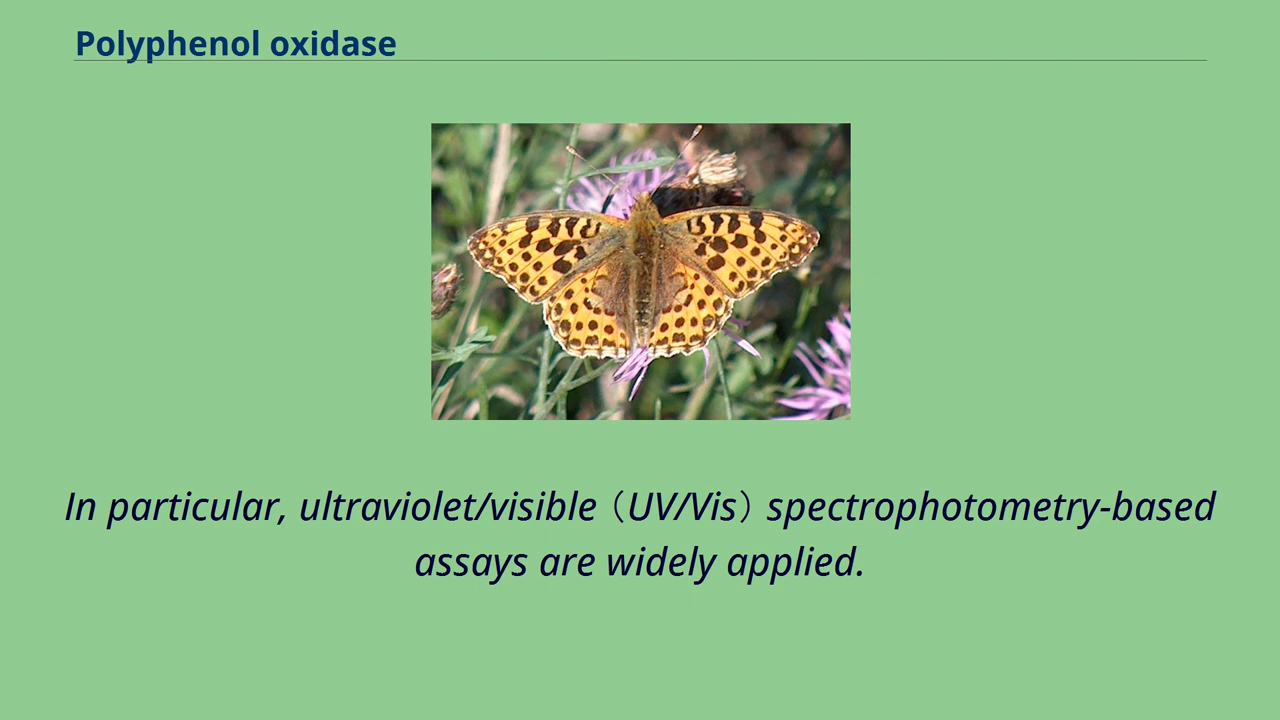 Polyphenol oxidase
In particular, ultraviolet/visible（UV/Vis）spectrophotometry-based
assays are widely applied.